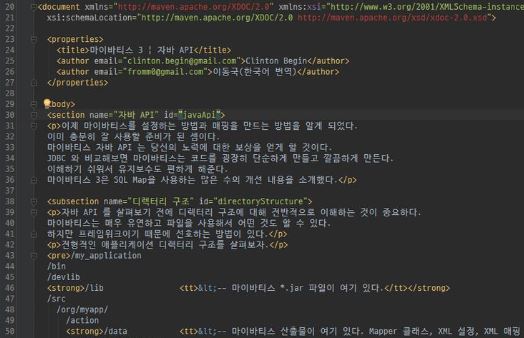 20 <document xmlns="http://maven.apache.org/XDOC/2.0" xmlns:xsi="http://www.w3.org/2001/XMLSchema-instance
21 xsi:schemaLocation="http://maven.apache.org/XDOC/2.0 http://maven.apache.org/xsd/xdoc-2.0.xsd">
22
23 <properties>
24 <title>마이바티스 3 | 자바 API</title>
25 <author email="clinton.begin@gmail.com">Clinton Begin</author>
26 <author email="fromm0@gmail.com">이동국(한국어 번역)</author>
27 </properties>
28
29 <body>
30 <section name="자바 API" id="javaApi">
31 <p>이제 마이바티스를 설정하는 방법과 매핑을 만드는 방법을 알게 되었다.
32 이미 충분히 잘 사용할 준비가 된 셈이다.
33 마이바티스 자바 API 는 당신의 노력에 대한 보상을 얻게 할 것이다.
34 JDBC 와 비교해보면 마이바티스는 코드를 굉장히 단순하게 만들고 깔끔하게 만든다.
35 이해하기 쉬워서 유지보수도 편하게 해준다.
36 마이바티스 3은 SQL Map을 사용하는 많은 수의 개선 내용을 소개했다.</p>
37
38 <subsection name="디렉터리 구조" id="directoryStructure">
39 <p>자바 API 를 살펴보기 전에 디렉터리 구조에 대해 전반적으로 이해하는 것이 중요하다.
40 마이바티스는 매우 유연하고 파일을 사용해서 어떤 것도 할 수 있다.
41 하지만 프레임워크이기 때문에 선호하는 방법이 있다.</p>
42 <p>전형적인 애플리케이션 디렉터리 구조를 살펴보자.</p>
43 <pre>/my_application
44 /bin
45 /devlib
46 <strong>/lib <tt>&lt;-- 마이바티스 *.jar 파일이 여기 있다.</tt></strong>
47 /src
48 /org/myapp/
49 /action
50 <strong>/data <tt>&lt;-- 마이바티스 산출물이 여기 있다. Mapper 클래스, XML 설정, XML 매핑